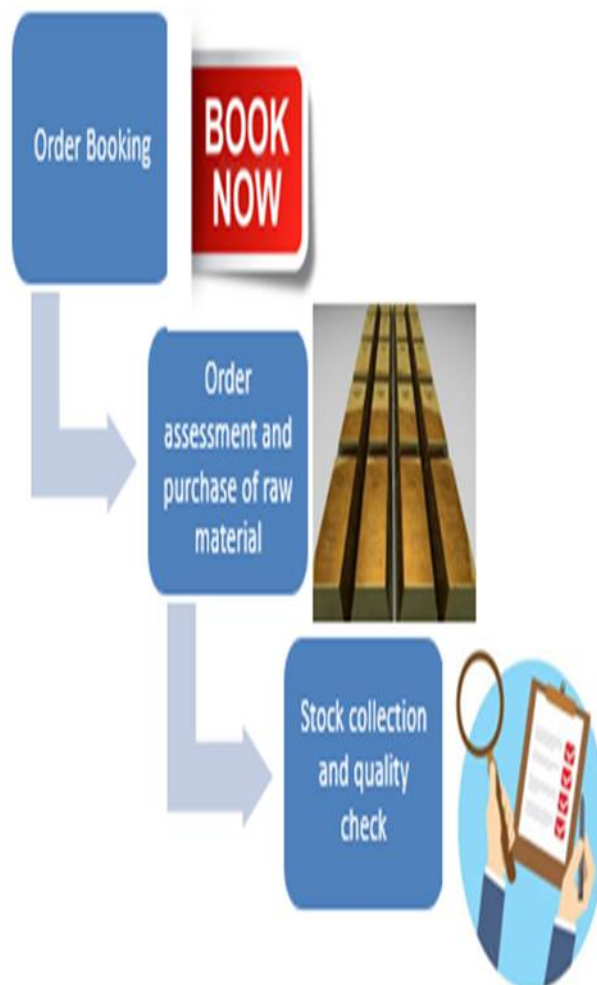 Order Booking
BOOK
NOW
Order
assessment and
purchase of raw
material
Stock collection
and quality
check